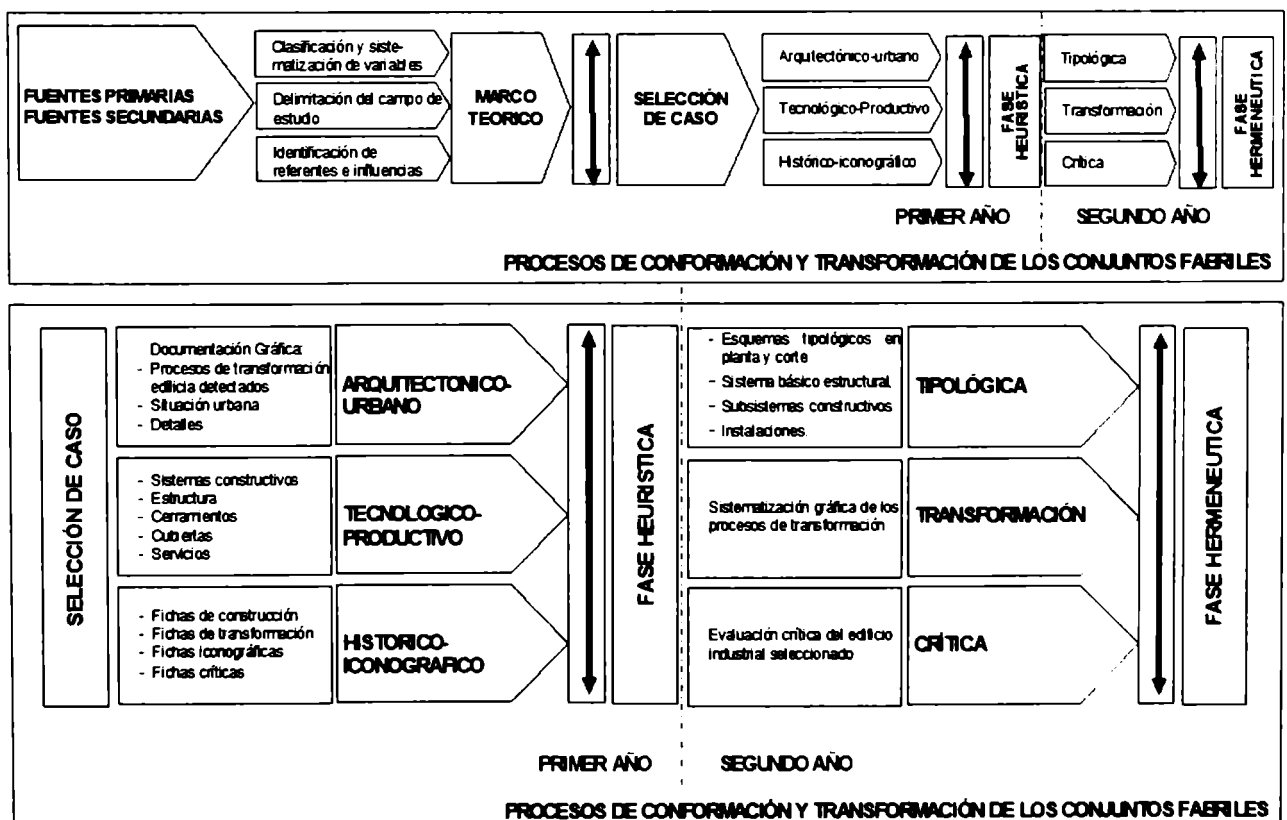 FUENTES PRIMARIAS
FUENTES SECUNDARIAS
Clasificación y siste-
matización de variables
Delimitación del campo de
estudio
Identificación de
referentes e influencias
MARCO
TEORICO
SELECCIÓN
DE CASO
Arquitectónico-urbano
Tecnológico-Productivo
Histórico-iconográfico
FASE
HEURISTICA
Tipológica
Transformación
Crítica
FASE
HERMENEUTICA
PRIMER AÑO
SEGUNDO AÑO
PROCESOS DE CONFORMACIÓN Y TRANSFORMACIÓN DE LOS CONJUNTOS FABRILES
SELECCIÓN DE CASO
Documentación Gráfica:
- Procesos de transformación
edilicia detectados
- Situación urbana
- Detalles
ARQUITECTONICO-
URBANO
- Sistemas constructivos
- Estructura
- Cerramentos
- Cubiertas
- Servicios
TECNOLOGICO-
PRODUCTIVO
- Fichas de construcción
- Fichas de transformación
- Fichas iconográficas
- Fichas críticas
HISTORICO-
ICONOGRAFICO
FASE HEURISTICA
- Esquemas tipológicos en
planta y corte
- Sistema básico estructural.
- Subsistemas constructivos
- Instalaciones.
TIPOLÓGICA
Sistematización gráfica de los
procesos de transformación
TRANSFORMACIÓN
Evaluación crítica del edificio
industrial seleccionado
CRÍTICA
FASE HERMENEUTICA
PRIMER AÑO
SEGUNDO AÑO
PROCESOS DE CONFORMACIÓN Y TRANSFORMACIÓN DE LOS CONJUNTOS FABRILES